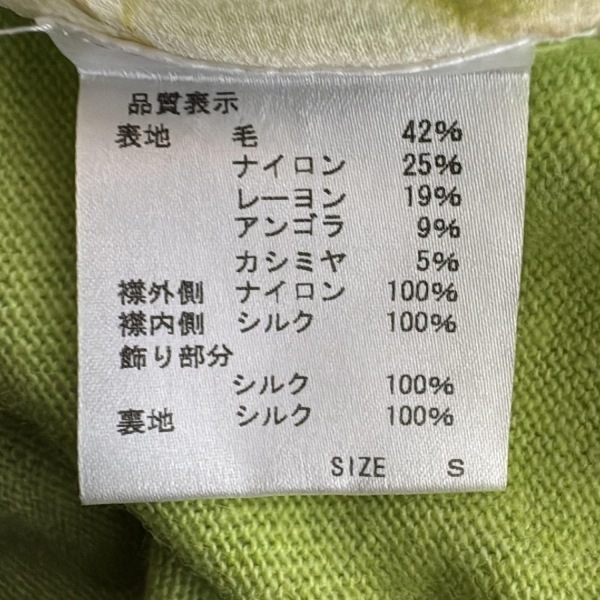 品質表示
表地 毛 42%
ナイロン 25%
レーヨン 19%
アンゴラ 9%
カシミヤ 5%
襟外側 ナイロン 100%
襟内側 シルク 100%
飾り部分
シルク 100%
裏地 シルク 100%
SIZE S